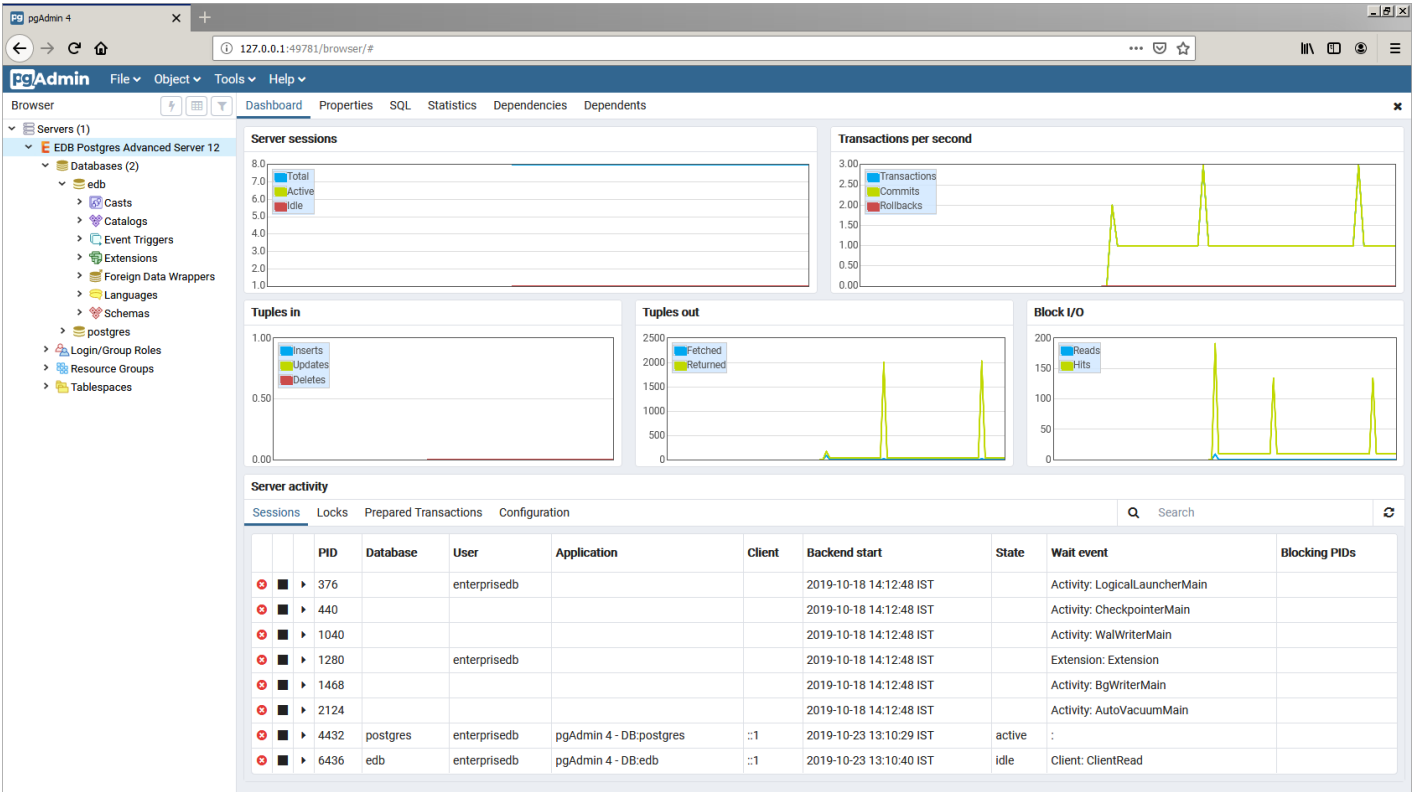 pgAdmin 4
127.0.0.1:49781/browser/#
pgAdmin File Object Tools Help
Browser
Dashboard Properties SQL Statistics Dependencies Dependents
Servers (1)
EDB Postgres Advanced Server 12
Databases (2)
edb
Casts
Catalogs
Event Triggers
Extensions
Foreign Data Wrappers
Languages
Schemas
postgres
Login/Group Roles
Resource Groups
Tablespaces
Server sessions
8.0
7.0
6.0
5.0
4.0
3.0
2.0
1.0
Total
Active
Idle
Transactions per second
3.00
2.50
2.00
1.50
1.00
0.50
0.00
Transactions
Commits
Rollbacks
Tuples in
1.00
0.50
0.00
Inserts
Updates
Deletes
Tuples out
2500
2000
1500
1000
500
0
Fetched
Returned
Block I/O
200
150
100
50
0
Reads
Hits
Server activity
Sessions Locks Prepared Transactions Configuration Search
PID Database User Application Client Backend start State Wait event Blocking PIDs
376 enterprisedb 2019-10-18 14:12:48 IST Activity: LogicalLauncherMain
440 2019-10-18 14:12:48 IST Activity: CheckpointerMain
1040 2019-10-18 14:12:48 IST Activity: WalWriterMain
1280 enterprisedb 2019-10-18 14:12:48 IST Extension: Extension
1468 2019-10-18 14:12:48 IST Activity: BgWriterMain
2124 2019-10-18 14:12:48 IST Activity: AutoVacuumMain
4432 postgres enterprisedb pgAdmin 4 - DB:postgres ::1 2019-10-23 13:10:29 IST active :
6436 edb enterprisedb pgAdmin 4 - DB:edb ::1 2019-10-23 13:10:40 IST idle Client: ClientRead